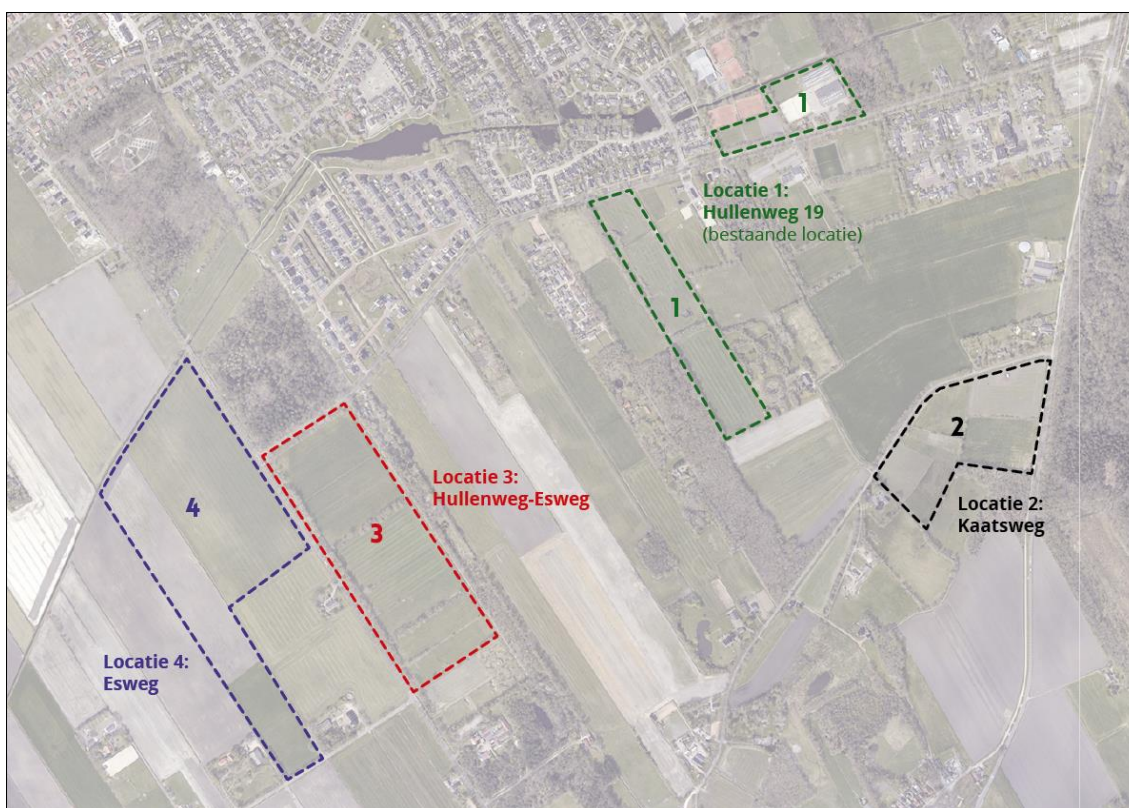 1
Locatie 1:
Hullenweg 19
(bestaande locatie)
1
2
Locatie 2:
Kaatsweg
Locatie 3:
Hullenweg-Esweg
3
4
Locatie 4:
Esweg